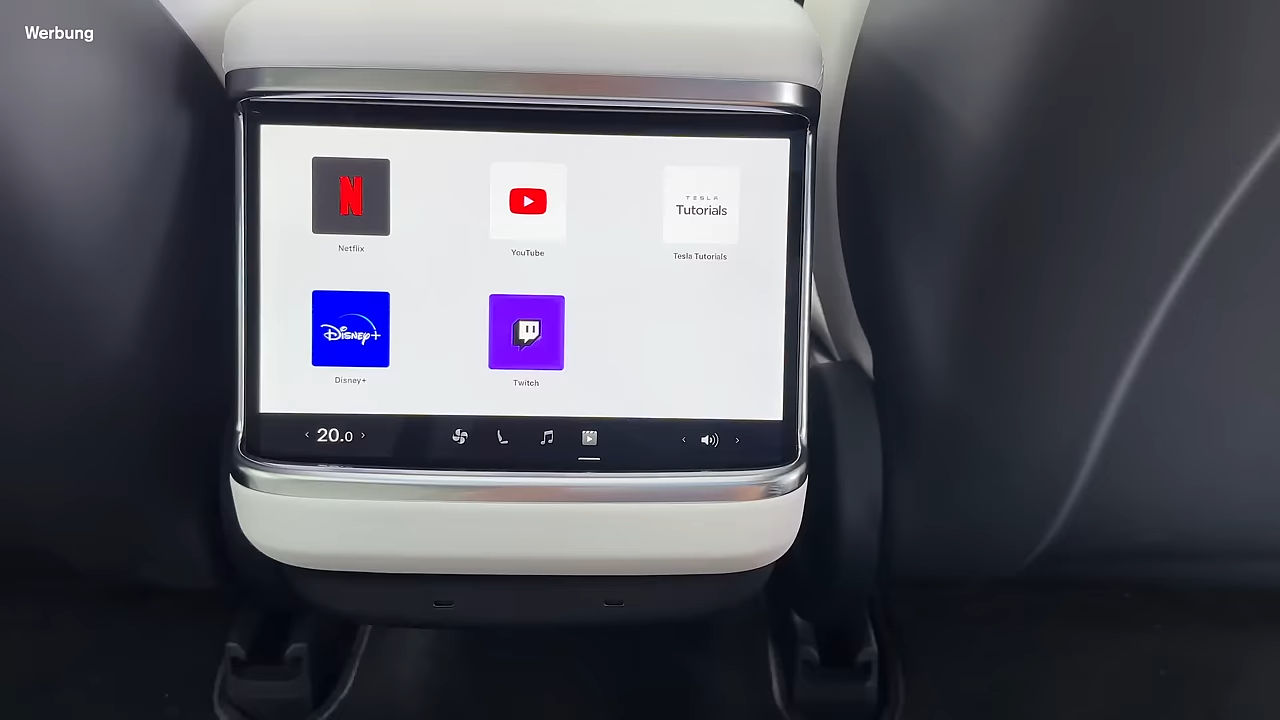 Werbung
N
Netflix
YouTube
TESLA
Tutorials
Tesla Tutorials
Disney+
Disney+
Twitch
20.0